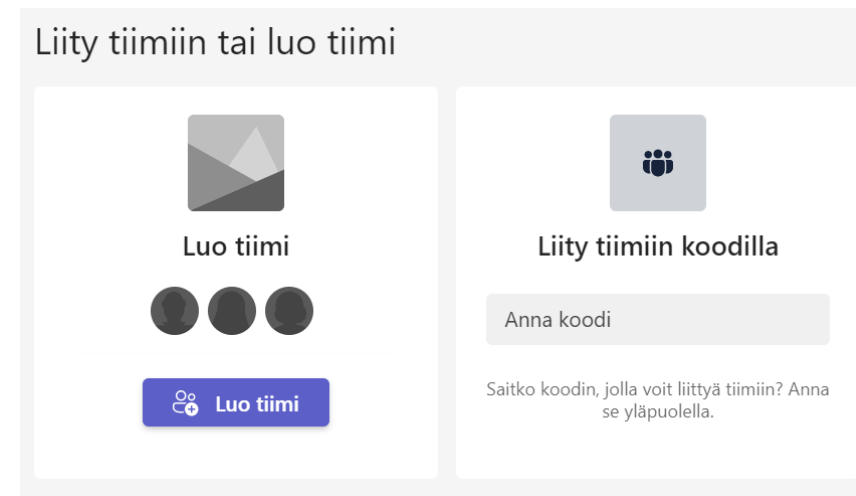 Liity tiimiin tai luo tiimi
Luo tiimi
Luo tiimi
Liity tiimiin koodilla
Anna koodi
Saitko koodin, jolla voit liittyä tiimiin? Anna
se yläpuolella.